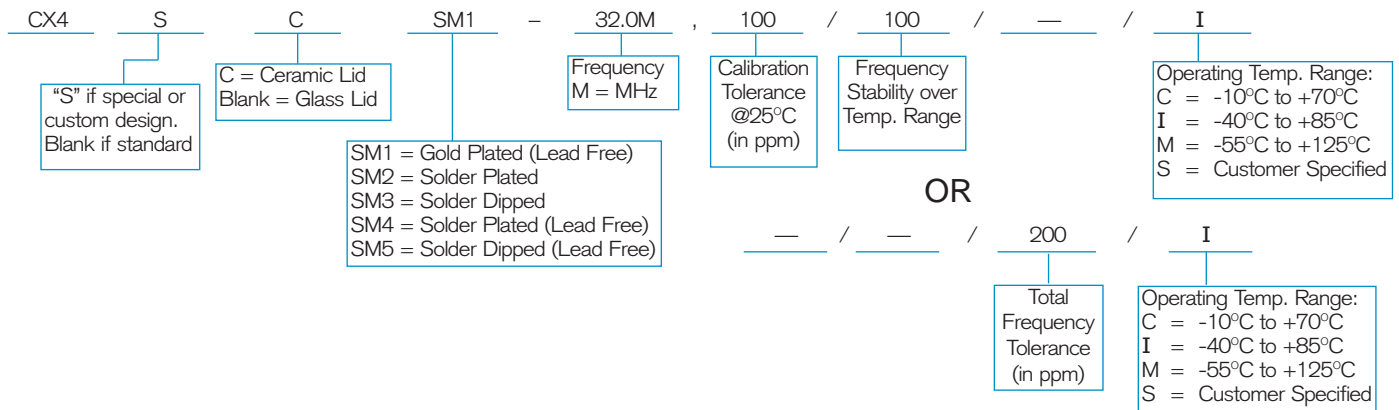 CX4 S C SM1 – 32.0M , 100 / 100 / — / I
"S" if special or
custom design.
Blank if standard
C = Ceramic Lid
Blank = Glass Lid
SM1 = Gold Plated (Lead Free)
SM2 = Solder Plated
SM3 = Solder Dipped
SM4 = Solder Plated (Lead Free)
SM5 = Solder Dipped (Lead Free)
Frequency
M = MHz
Calibration
Tolerance
@25°C
(in ppm)
Frequency
Stability over
Temp. Range
Operating Temp. Range:
C = -10°C to +70°C
I = -40°C to +85°C
M = -55°C to +125°C
S = Customer Specified
OR
— / — / 200 / I
Total
Frequency
Tolerance
(in ppm)
Operating Temp. Range:
C = -10°C to +70°C
I = -40°C to +85°C
M = -55°C to +125°C
S = Customer Specified